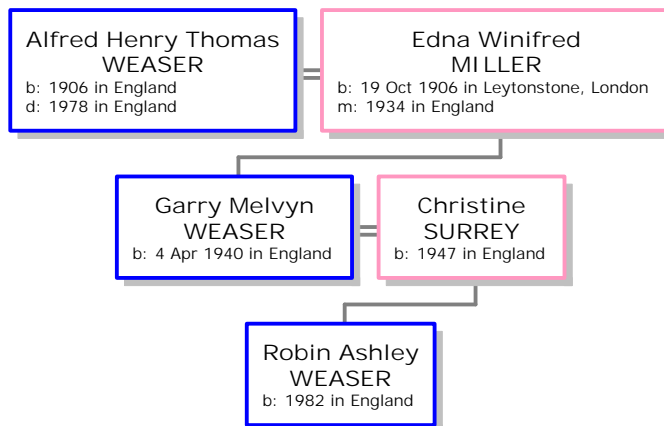 Alfred Henry Thomas
WEASER
b: 1906 in England
d: 1978 in England
Edna Winifred
MILLER
b: 19 Oct 1906 in Leytonstone, London
m: 1934 in England
Garry Melvyn
WEASER
b: 4 Apr 1940 in England
Christine
SURREY
b: 1947 in England
Robin Ashley
WEASER
b: 1982 in England